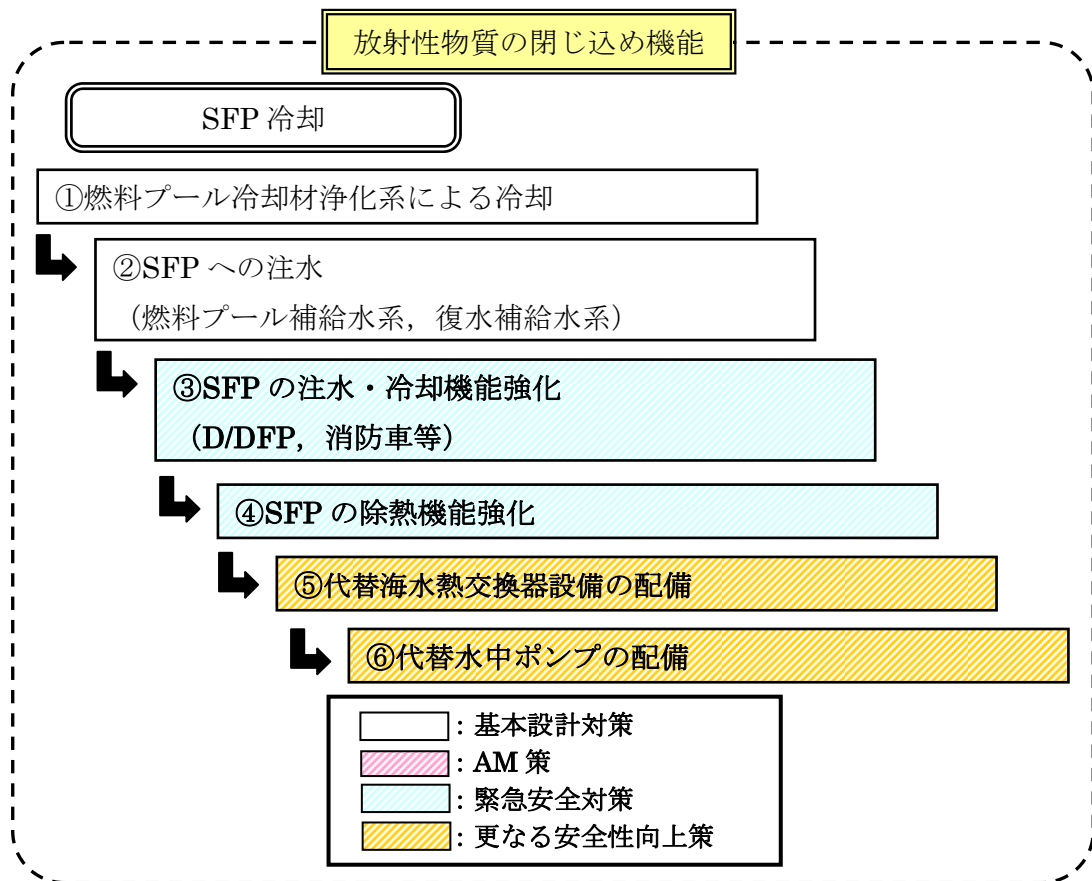 放射性物質の閉じ込め機能
SFP 冷却
①燃料プール冷却材浄化系による冷却
②SFP への注水
（燃料プール補給水系，復水補給水系）
③SFP の注水・冷却機能強化
（D/DFP，消防車等）
④SFP の除熱機能強化
⑤代替海水熱交換器設備の配備
⑥代替水中ポンプの配備
：基本設計対策
：AM 策
：緊急安全対策
：更なる安全性向上策